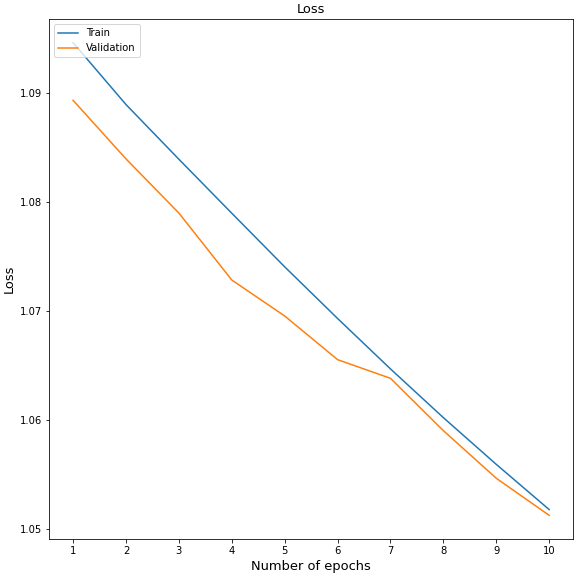 Loss
Train
Validation
1.09
1.08
1.07
1.06
1.05
Loss
1 2 3 4 5 6 7 8 9 10
Number of epochs